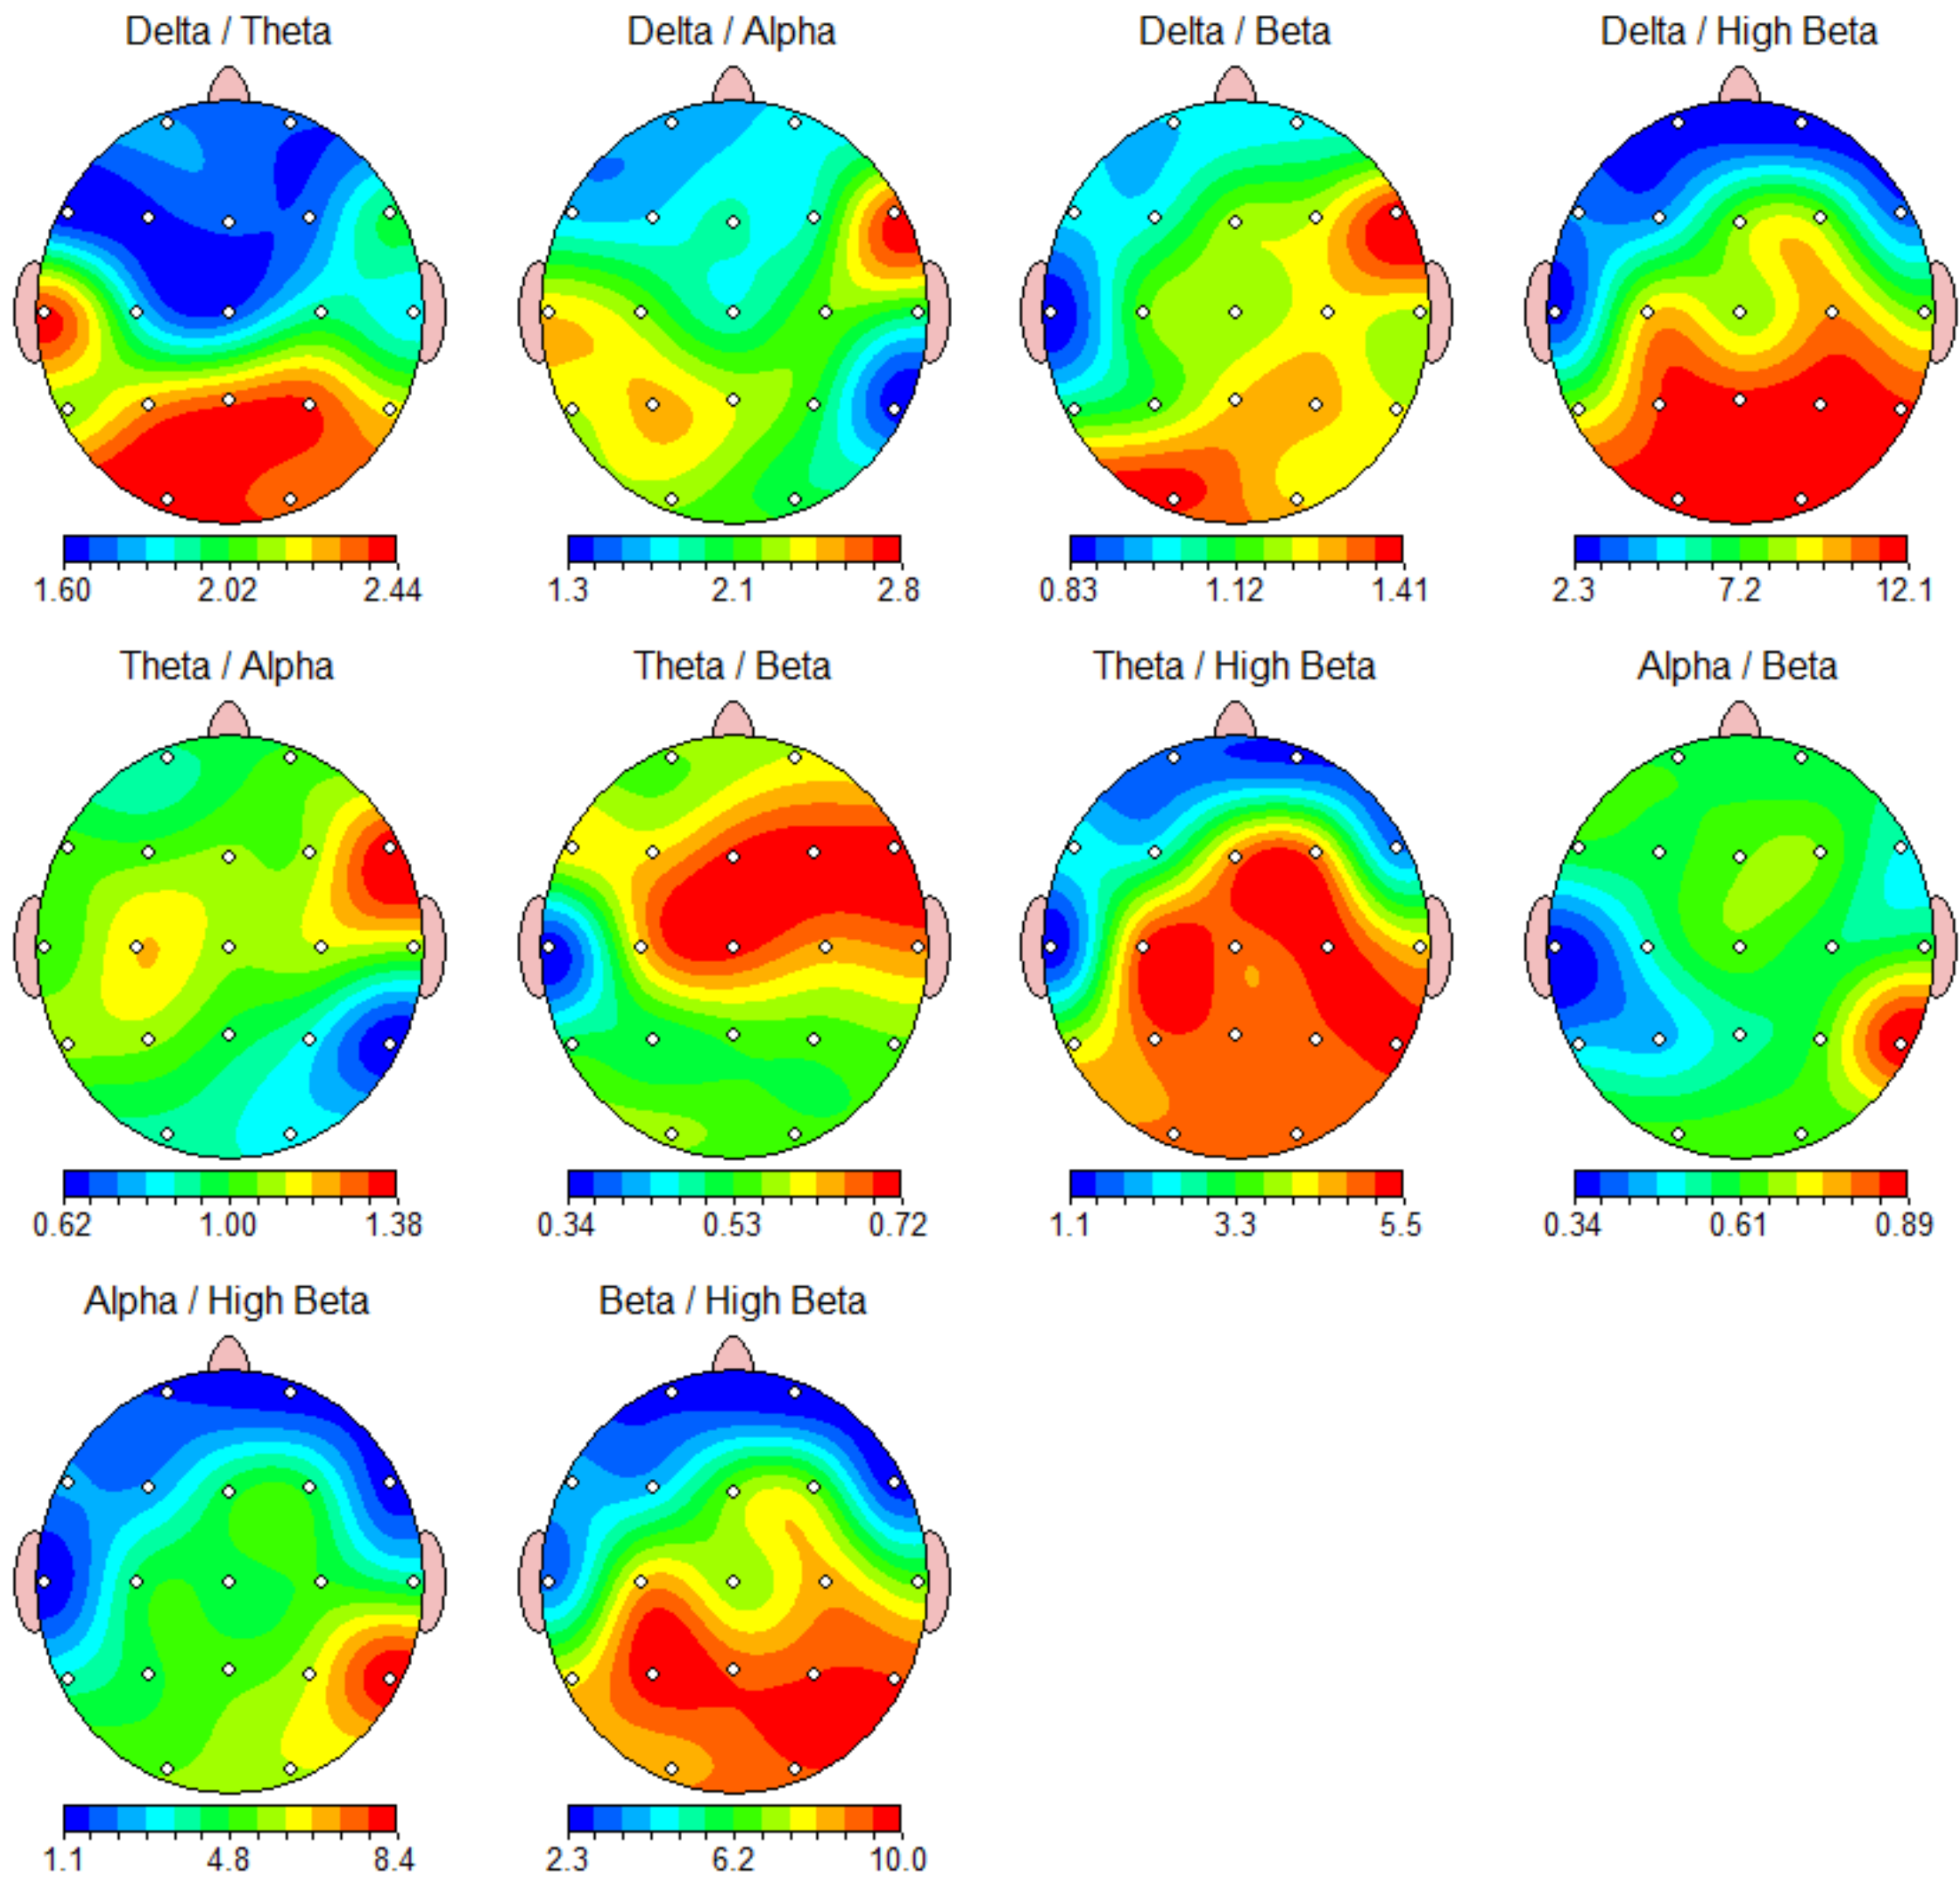 Delta / Theta Delta / Alpha Delta / Beta Delta / High Beta
1.60 2.02 2.44 1.3 2.1 2.8 0.83 1.12 1.41 2.3 7.2 12.1
Theta / Alpha Theta / Beta Theta / High Beta Alpha / Beta
0.62 1.00 1.38 0.34 0.53 0.72 1.1 3.3 5.5 0.34 0.61 0.89
Alpha / High Beta Beta / High Beta
1.1 4.8 8.4 2.3 6.2 10.0